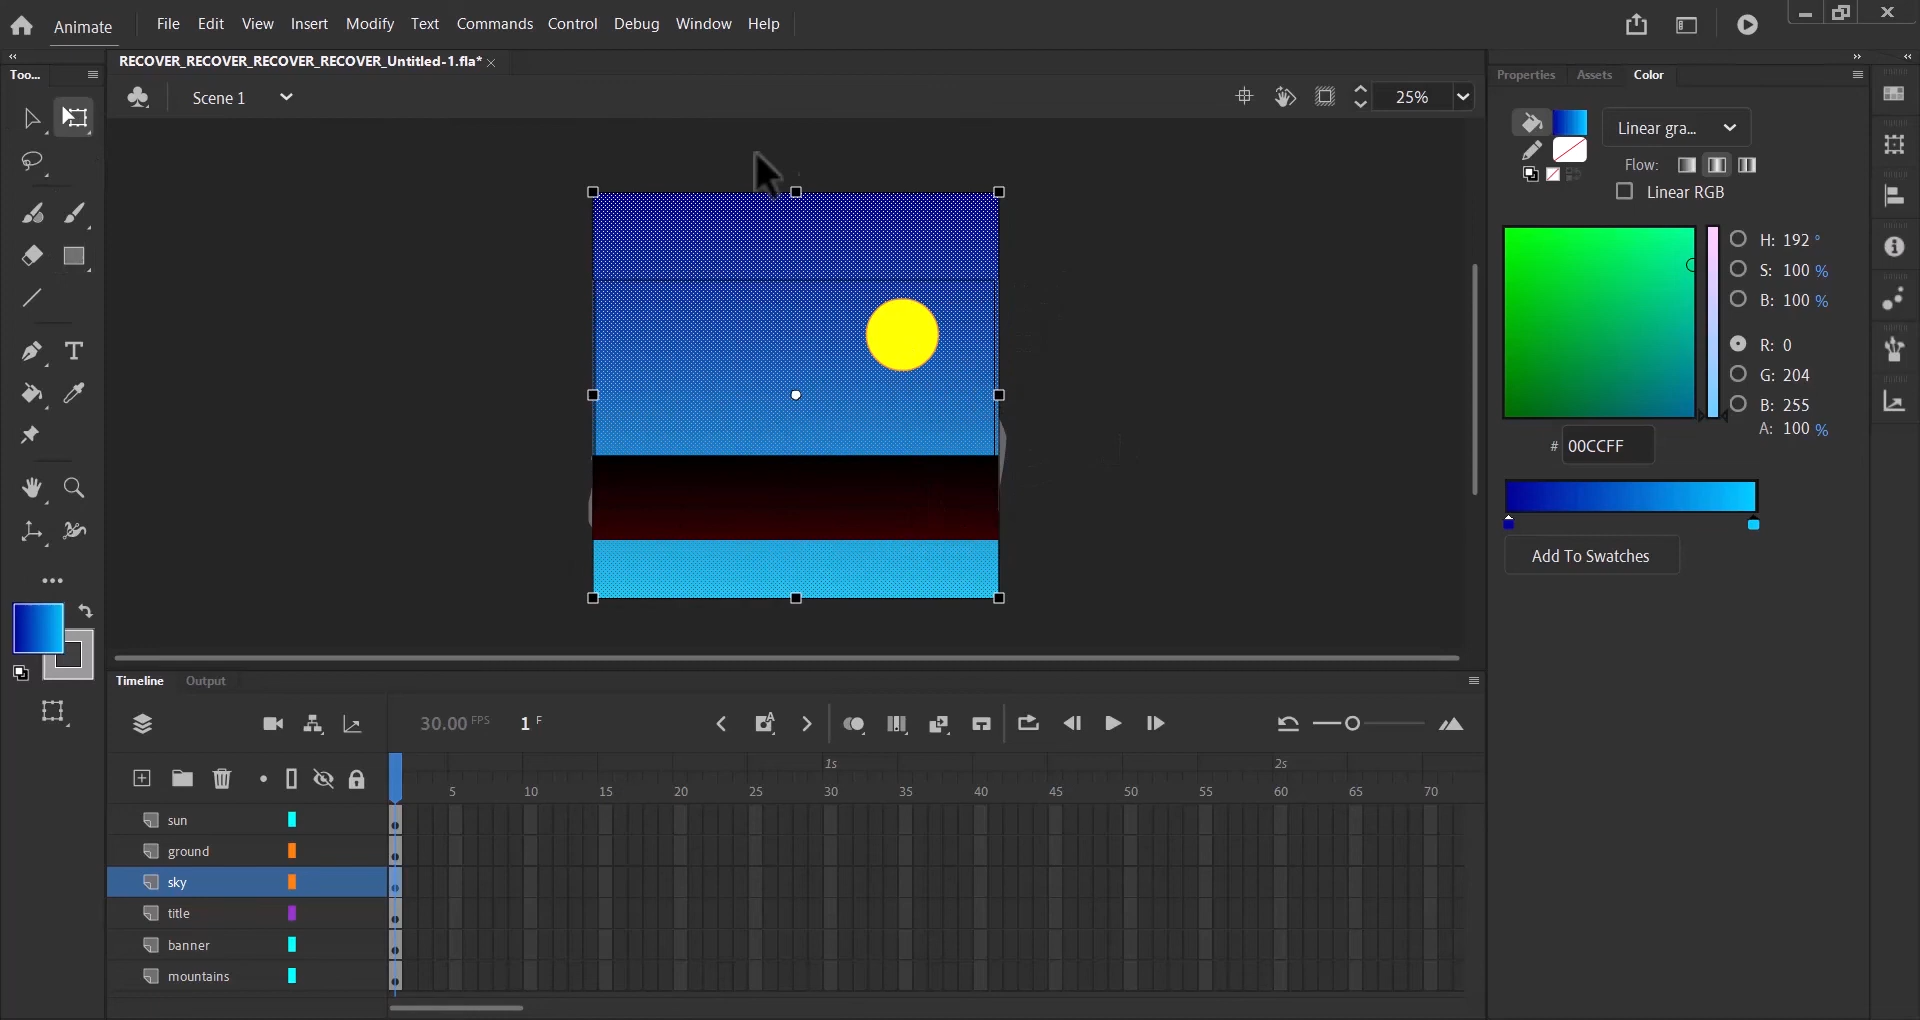 Animate File Edit View Insert Modify Text Commands Control Debug Window Help
Too...
RECOVER_RECOVER_RECOVER_RECOVER_Untitled-1.fla*
Properties Assets Color
Scene 1
25%
Linear gra...
Flow:
Linear RGB
H: 192 °
S: 100 %
B: 100 %
R: 0
G: 204
B: 255
A: 100 %
# 00CCFF
Add To Swatches
T
Timeline Output
30.00 FPS 1 F
1s 2s
5 10 15 20 25 30 35 40 45 50 55 60 65 70
sun
ground
sky
title
banner
mountains